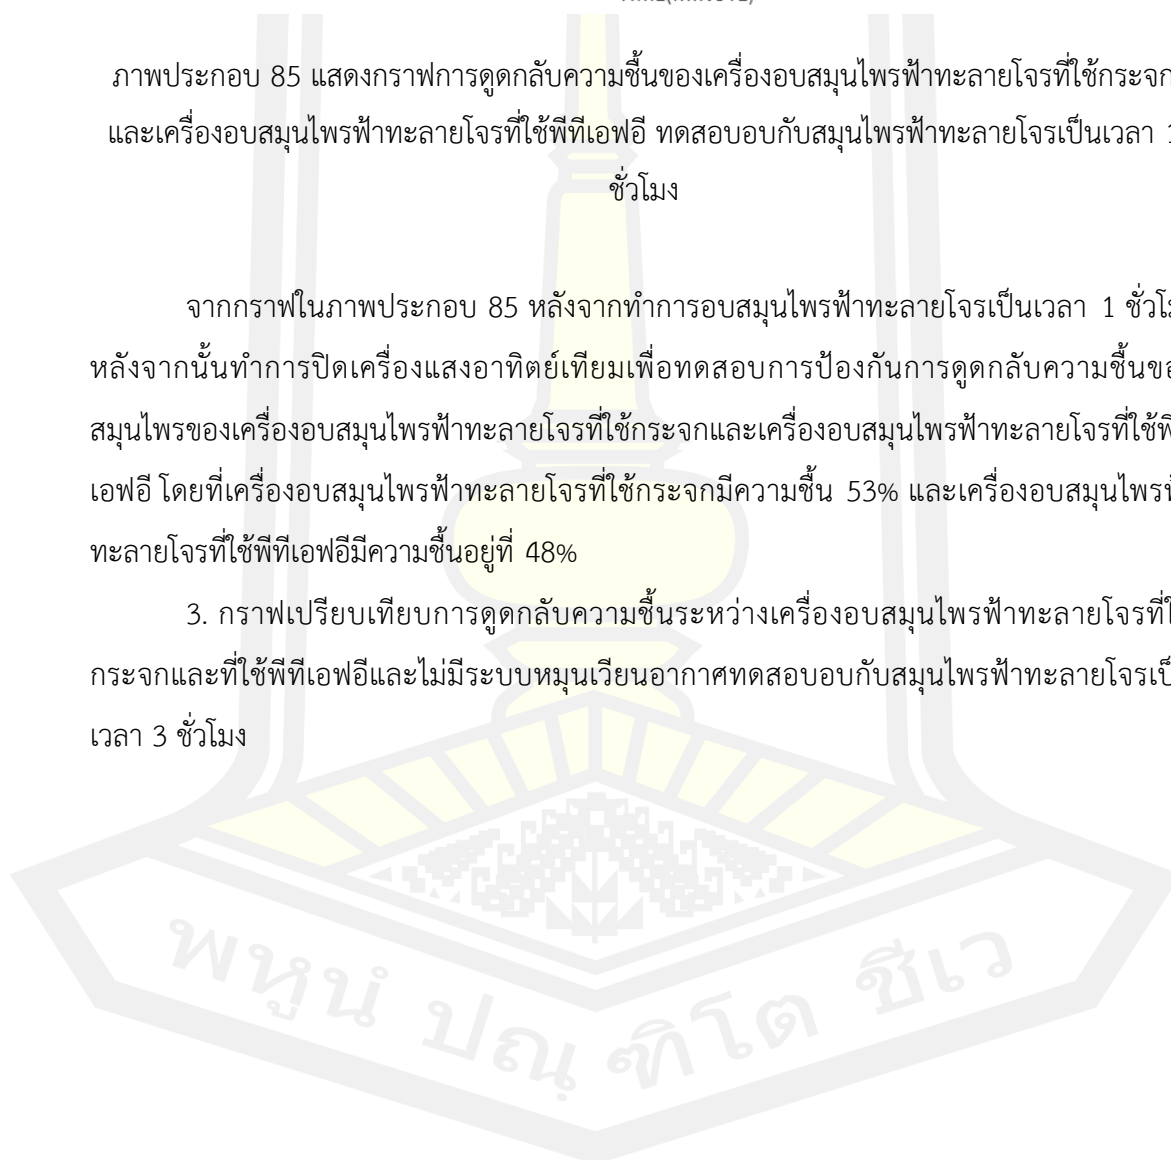 ภาพประกอบ 85 แสดงกราฟการดูดกลับความชื้นของเครื่องอบสมุนไพรฟ้าทะลายโจรที่ใช้กระจก
และเครื่องอบสมุนไพรฟ้าทะลายโจรที่ใช้พีทีเอฟอี ทดสอบอบกับสมุนไพรฟ้าทะลายโจรเป็นเวลา 1
ชั่วโมง
จากกราฟในภาพประกอบ 85 หลังจากทำการอบสมุนไพรฟ้าทะลายโจรเป็นเวลา 1 ชั่วโม
หลังจากนั้นทำการปิดเครื่องแสงอาทิตย์เทียมเพื่อทดสอบการป้องกันการดูดกลับความชื้นขอ
สมุนไพรของเครื่องอบสมุนไพรฟ้าทะลายโจรที่ใช้กระจกและเครื่องอบสมุนไพรฟ้าทะลายโจรที่ใช้พี
เอฟอี โดยที่เครื่องอบสมุนไพรฟ้าทะลายโจรที่ใช้กระจกมีความชื้น 53% และเครื่องอบสมุนไพร
ทะลายโจรที่ใช้พีทีเอฟอีมีความชื้นอยู่ที่ 48%
3. กราฟเปรียบเทียบการดูดกลับความชื้นระหว่างเครื่องอบสมุนไพรฟ้าทะลายโจรที่
กระจกและที่ใช้พีทีเอฟอีและไม่มีระบบหมุนเวียนอากาศทดสอบอบกับสมุนไพรฟ้าทะลายโจรเป็
เวลา 3 ชั่วโมง
พหูนํ ปณฺฑิโต ชีเว